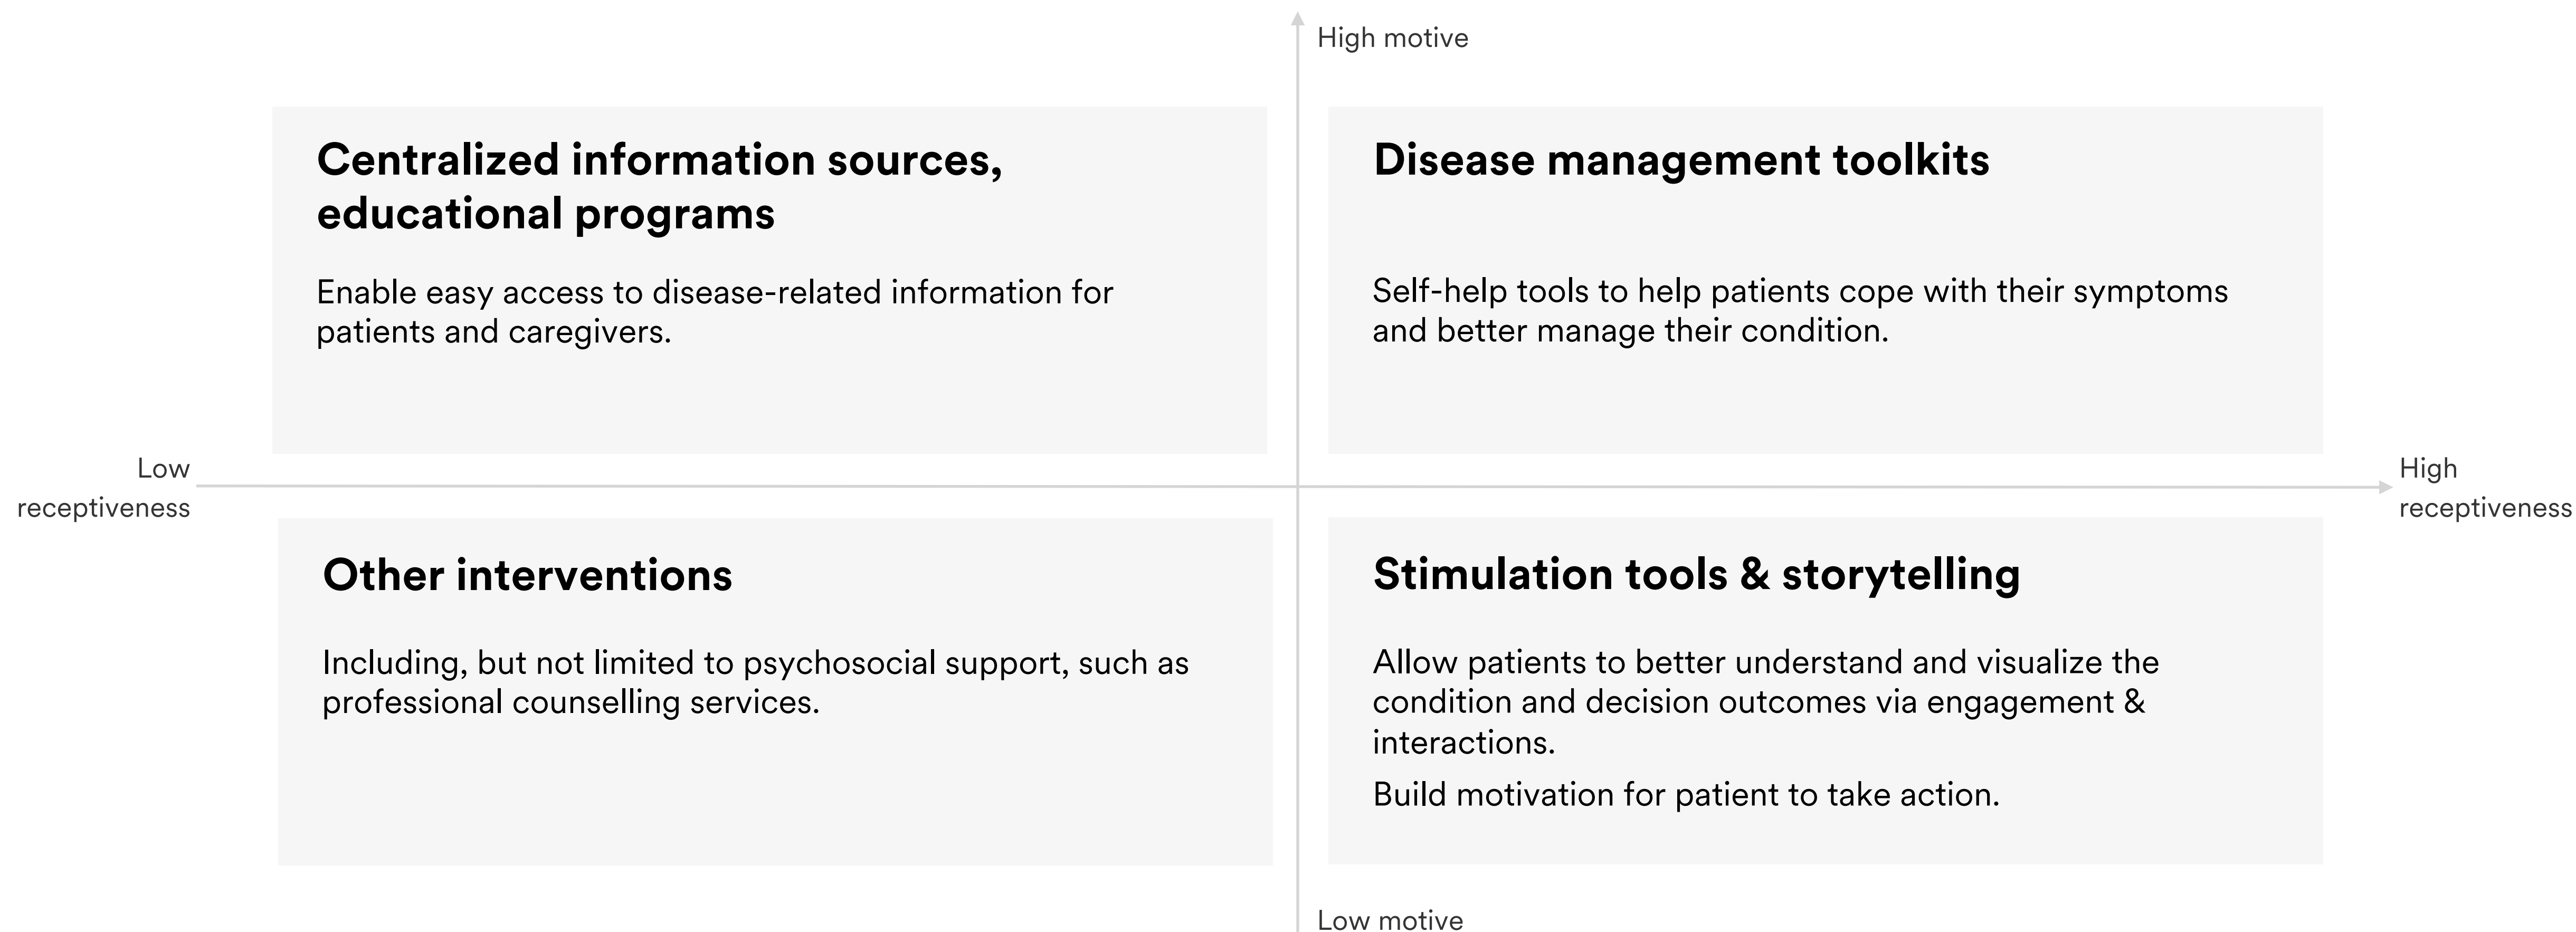 High motive
Centralized information sources,
educational programs
Enable easy access to disease-related information for
patients and caregivers.
Disease management toolkits
Self-help tools to help patients cope with their symptoms
and better manage their condition.
Low
receptiveness
High
receptiveness
Other interventions
Including, but not limited to psychosocial support, such as
professional counselling services.
Stimulation tools & storytelling
Allow patients to better understand and visualize the
condition and decision outcomes via engagement &
interactions.
Build motivation for patient to take action.
Low motive